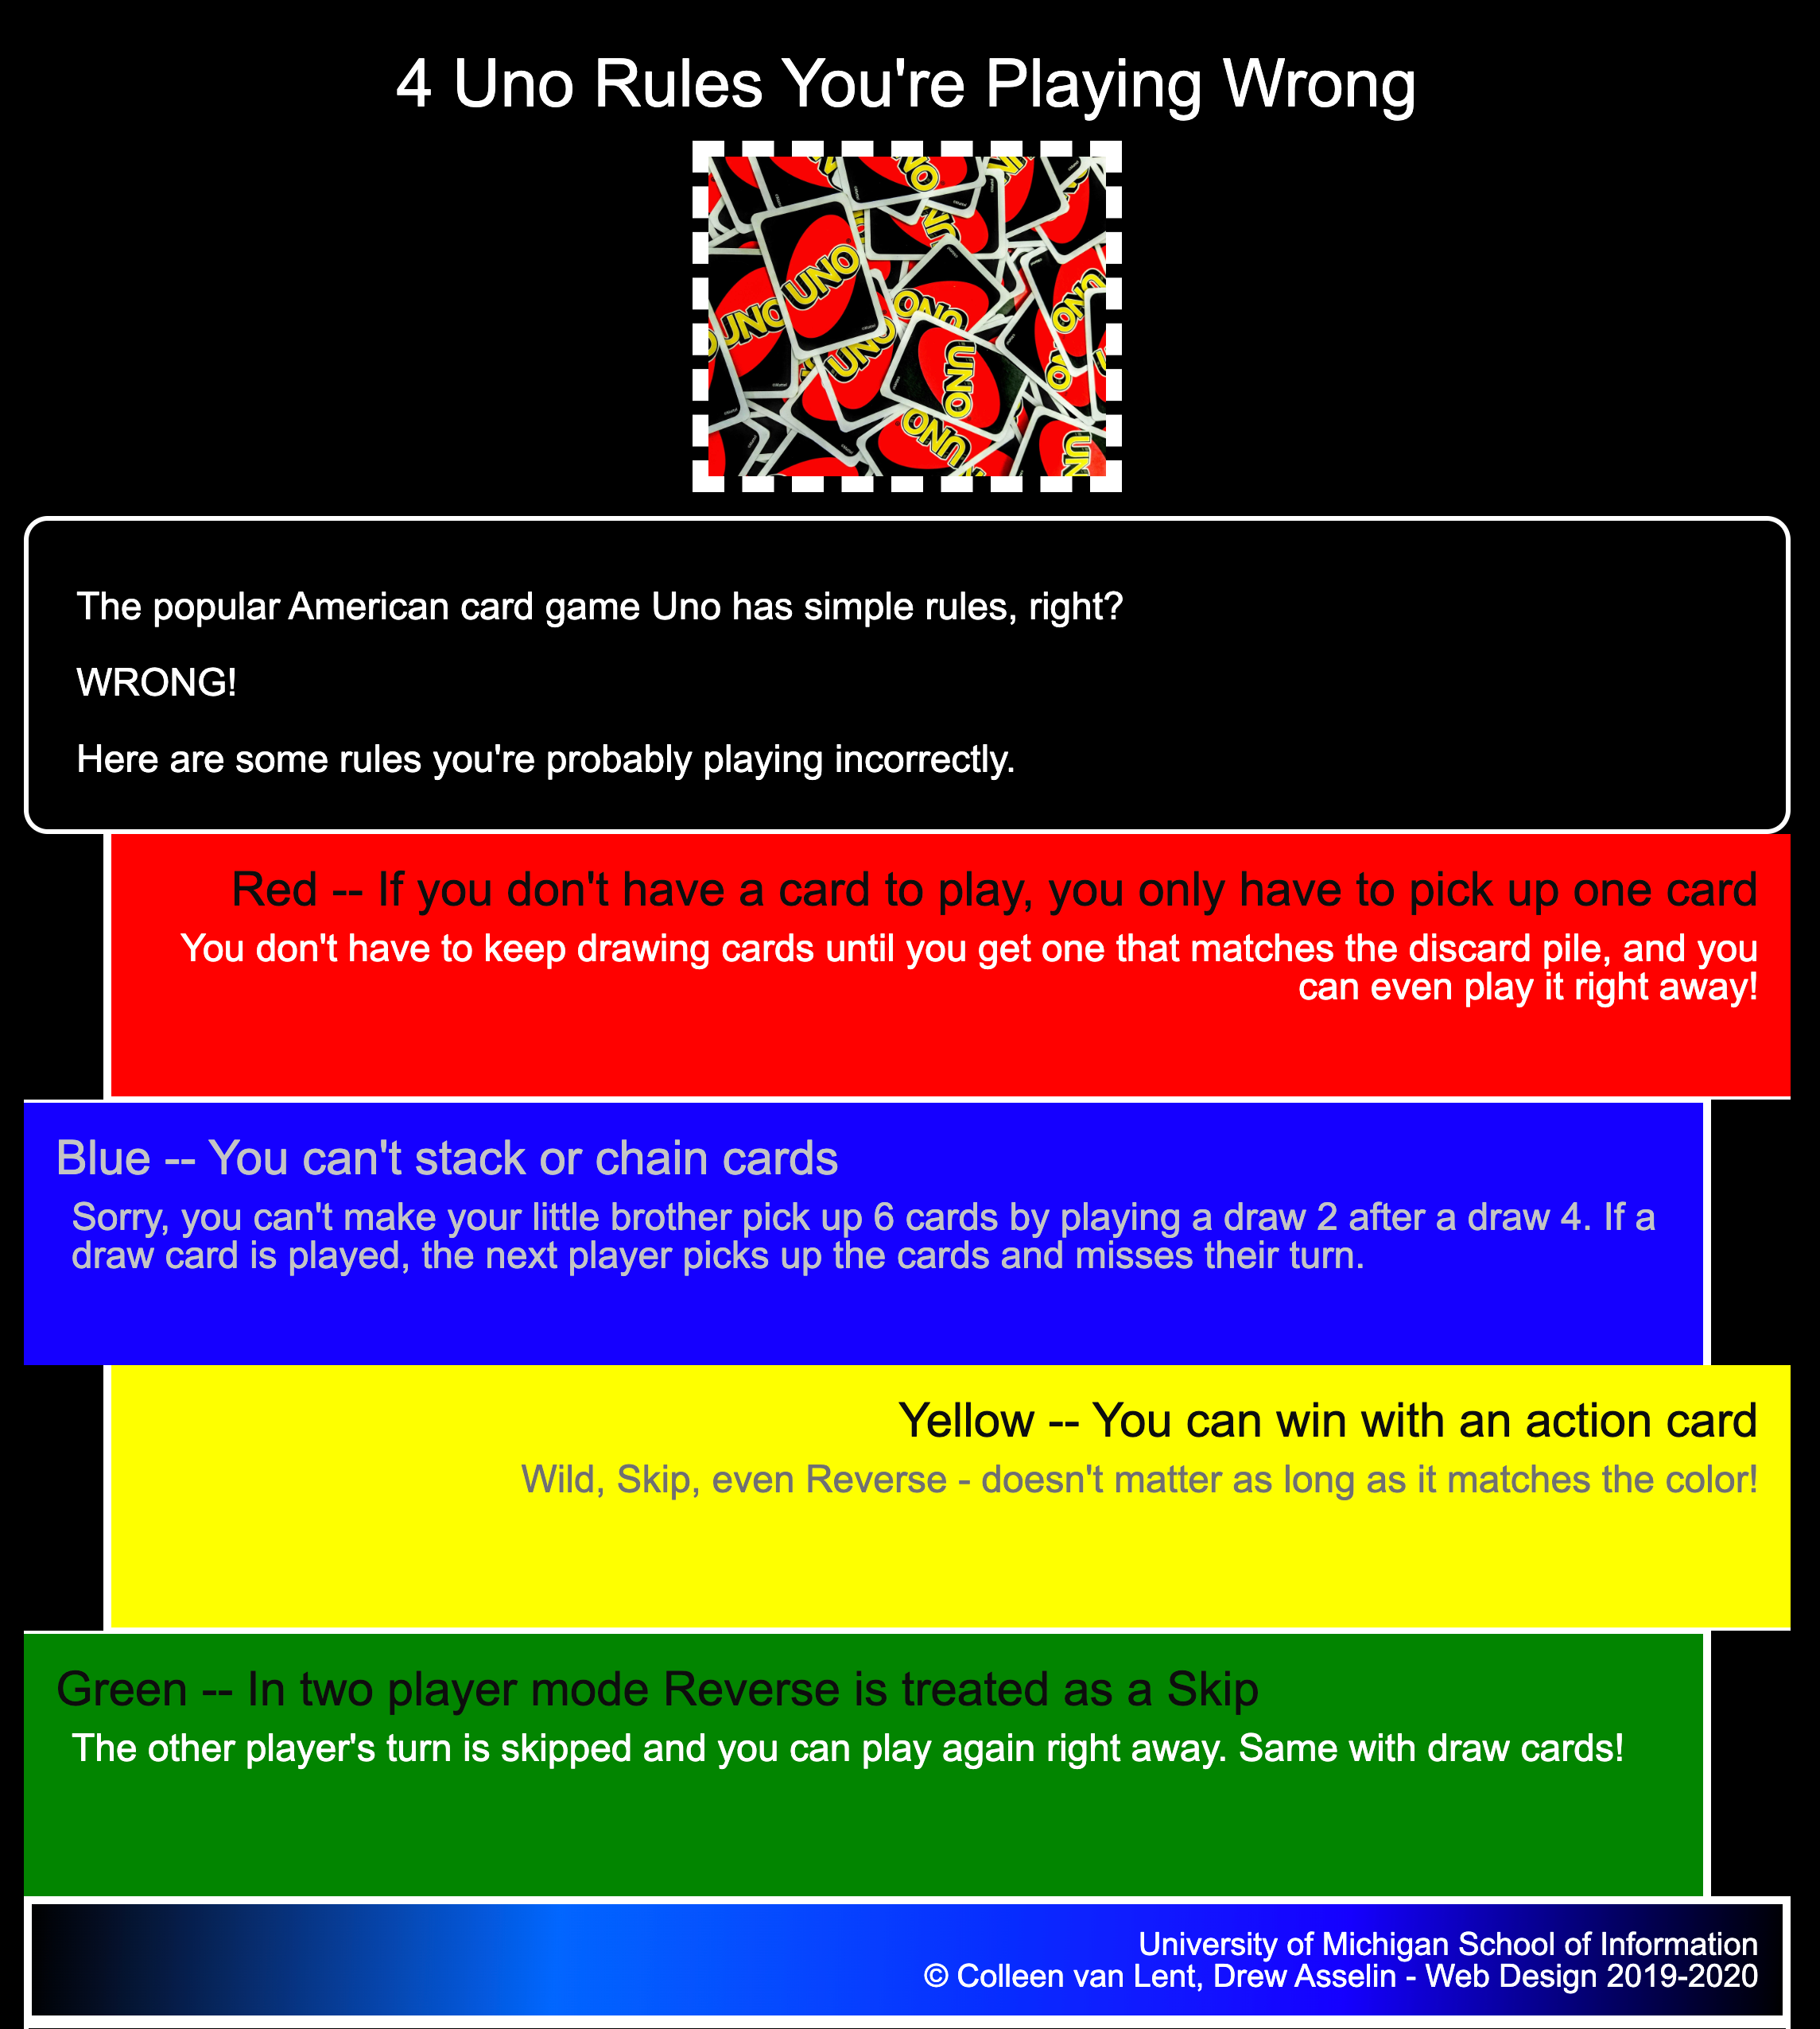 4 Uno Rules You're Playing Wrong
UNO
UNO
UNO
UNO
UNO
UNO
UNO
The popular American card game Uno has simple rules, right?
WRONG!
Here are some rules you're probably playing incorrectly.
Red -- If you don't have a card to play, you only have to pick up one card
You don't have to keep drawing cards until you get one that matches the discard pile, and you
can even play it right away!
Blue -- You can't stack or chain cards
Sorry, you can't make your little brother pick up 6 cards by playing a draw 2 after a draw 4. If a
draw card is played, the next player picks up the cards and misses their turn.
Yellow -- You can win with an action card
Wild, Skip, even Reverse - doesn't matter as long as it matches the color!
Green -- In two player mode Reverse is treated as a Skip
The other player's turn is skipped and you can play again right away. Same with draw cards!
University of Michigan School of Information
© Colleen van Lent, Drew Asselin - Web Design 2019-2020